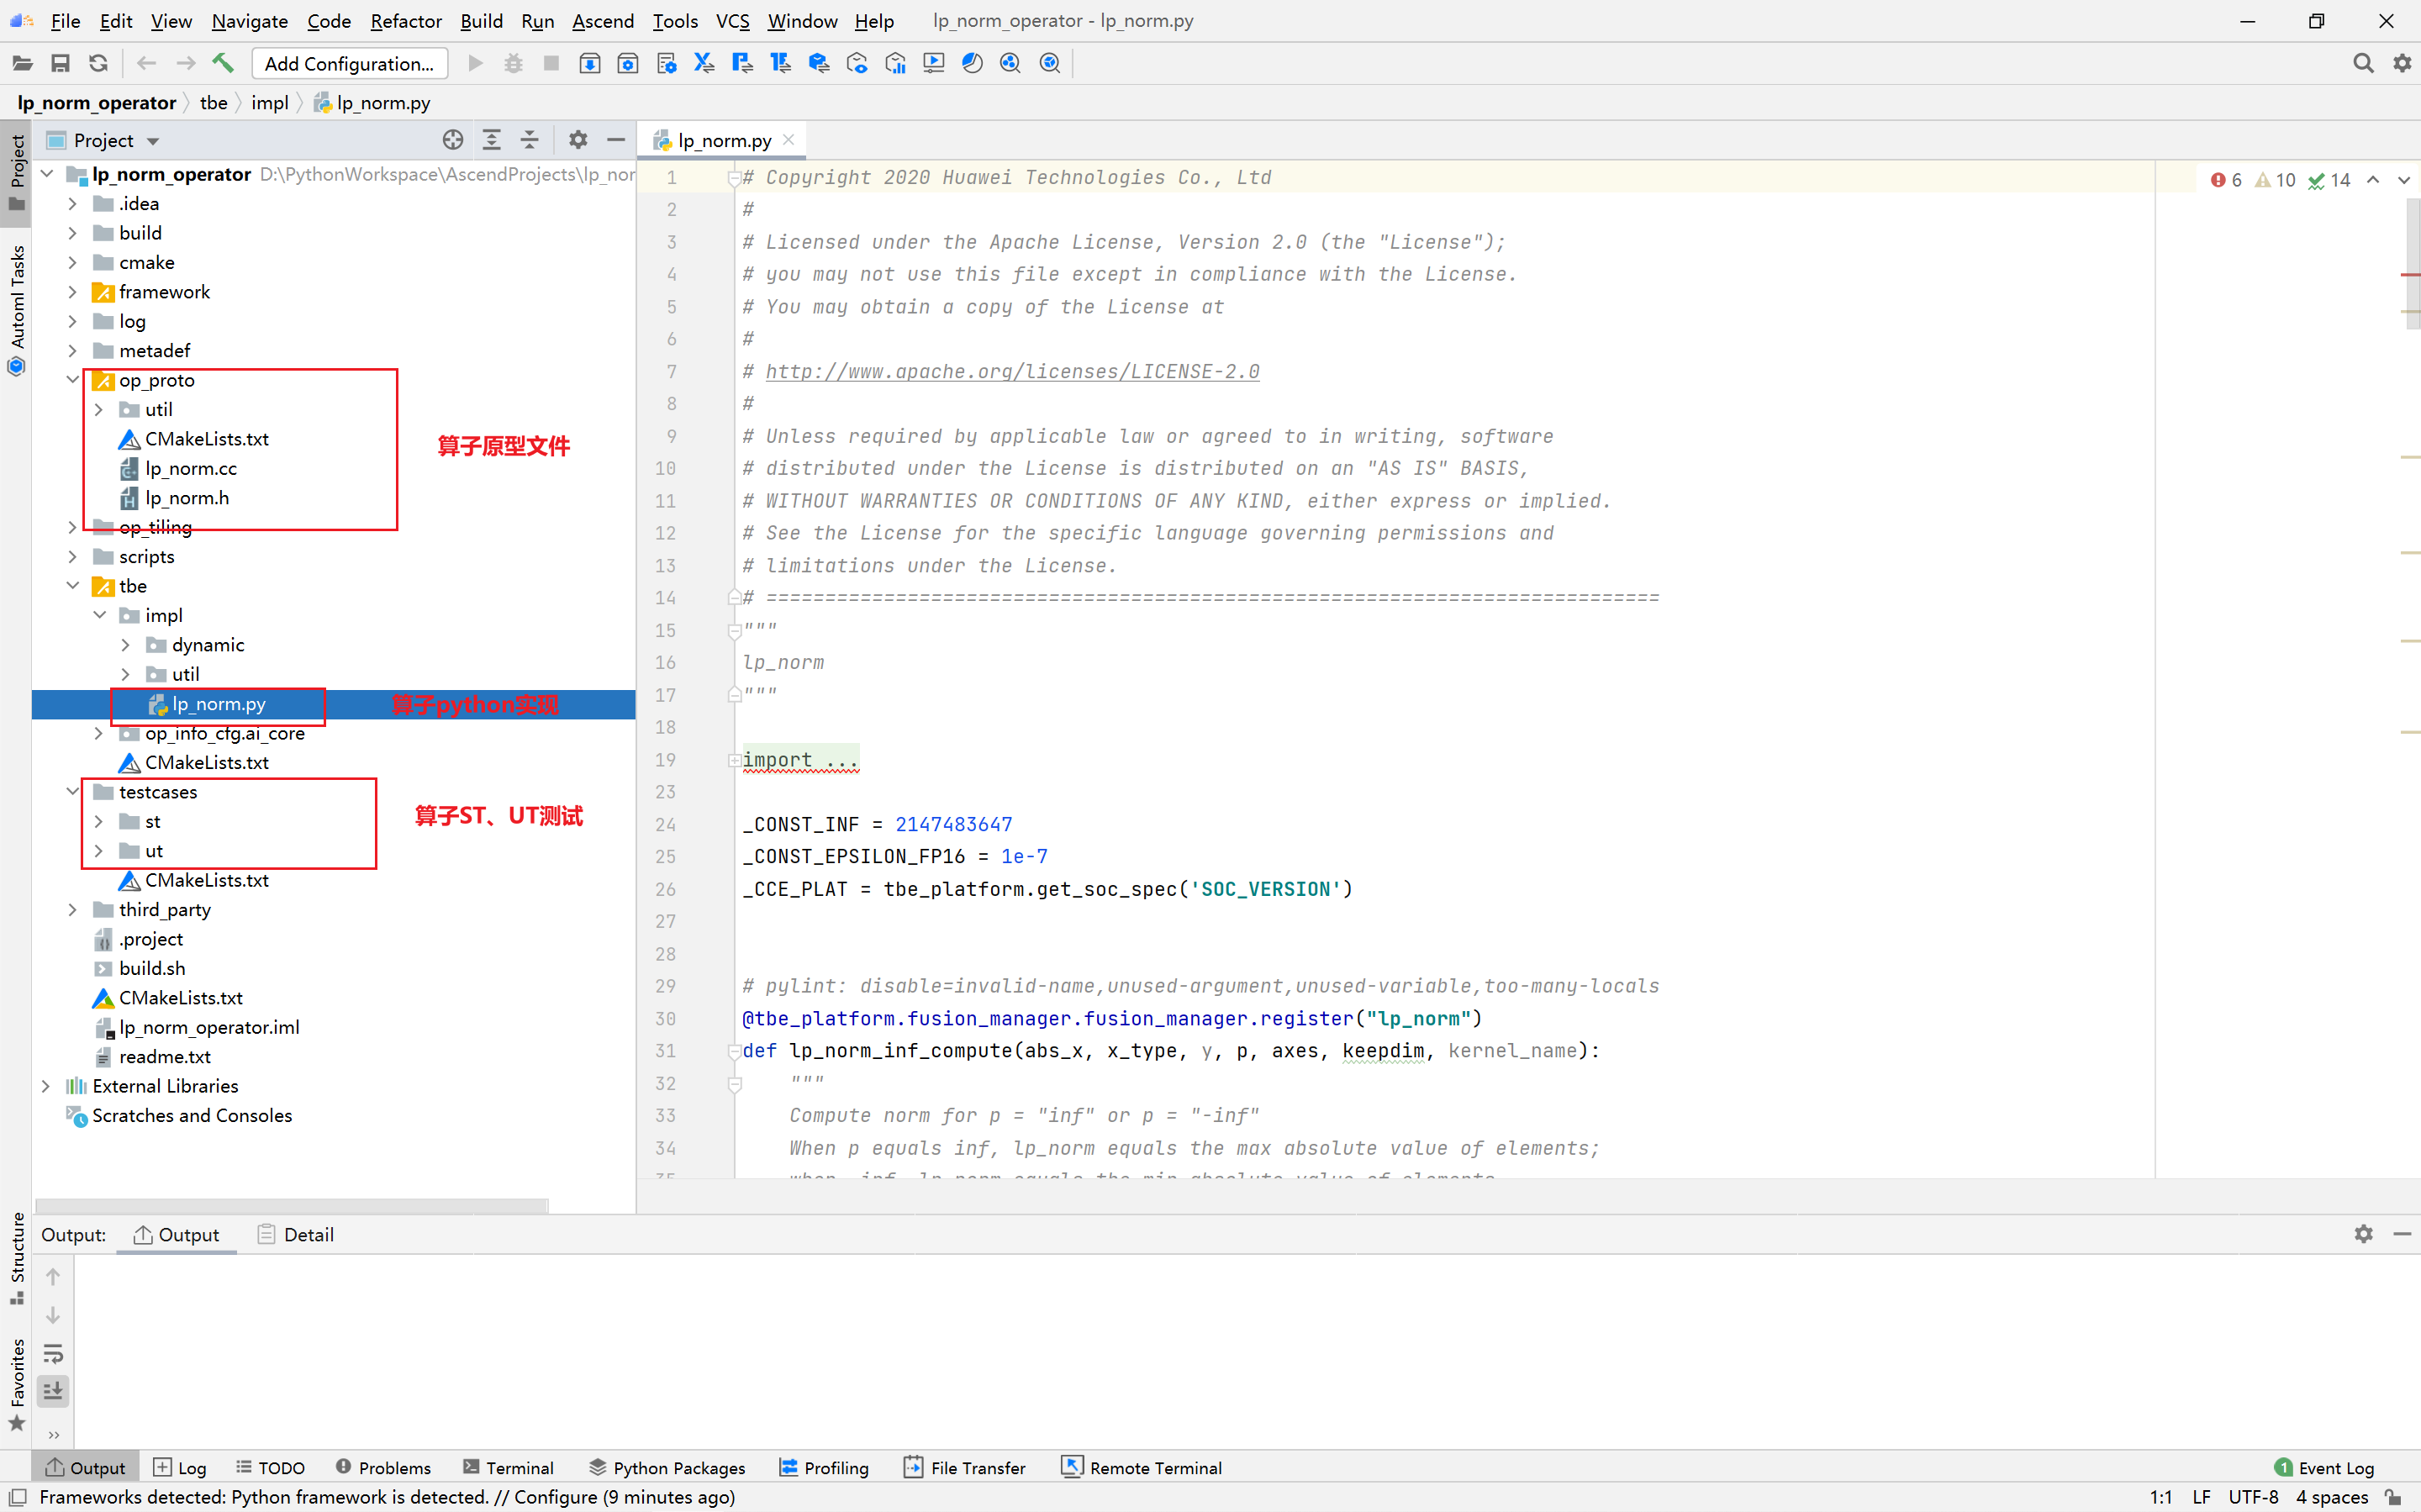 File Edit View Navigate Code Refactor Build Run Ascend Tools VCS Window Help lp_norm_operator - lp_norm.py
Add Configuration...
lp_norm_operator tbe impl lp_norm.py
Project
lp_norm.py
lp_norm_operator D:\PythonWorkspace\AscendProjects\lp_nor
.idea
build
cmake
framework
log
metadef
op_proto
util
CMakeLists.txt
lp_norm.cc
lp_norm.h
算子原型文件
op_tiling
scripts
tbe
impl
dynamic
util
lp_norm.py
算子python实现
op_info_cfg.ai_core
CMakeLists.txt
testcases
st
ut
算子ST、UT测试
CMakeLists.txt
third_party
.project
build.sh
CMakeLists.txt
lp_norm_operator.iml
readme.txt
External Libraries
Scratches and Consoles
Project
Automl Tasks
Structure
Favorites
6 10 14
1 # Copyright 2020 Huawei Technologies Co., Ltd
2 #
3 # Licensed under the Apache License, Version 2.0 (the "License");
4 # you may not use this file except in compliance with the License.
5 # You may obtain a copy of the License at
6 #
7 # http://www.apache.org/licenses/LICENSE-2.0
8 #
9 # Unless required by applicable law or agreed to in writing, software
10 # distributed under the License is distributed on an "AS IS" BASIS,
11 # WITHOUT WARRANTIES OR CONDITIONS OF ANY KIND, either express or implied.
12 # See the License for the specific language governing permissions and
13 # limitations under the License.
14 # ============================================================================
15 """
16 lp_norm
17 """
18
19 import ...
23
24 _CONST_INF = 2147483647
25 _CONST_EPSILON_FP16 = 1e-7
26 _CCE_PLAT = tbe_platform.get_soc_spec('SOC_VERSION')
27
28
29 # pylint: disable=invalid-name,unused-argument,unused-variable,too-many-locals
30 @tbe_platform.fusion_manager.fusion_manager.register("lp_norm")
31 def lp_norm_inf_compute(abs_x, x_type, y, p, axes, keepdim, kernel_name):
32 """
33 Compute norm for p = "inf" or p = "-inf"
34 When p equals inf, lp_norm equals the max absolute value of elements;
Output: Output Detail
Output Log TODO Problems Terminal Python Packages Profiling File Transfer Remote Terminal 1 Event Log
Frameworks detected: Python framework is detected. // Configure (9 minutes ago) 1:1 LF UTF-8 4 spaces